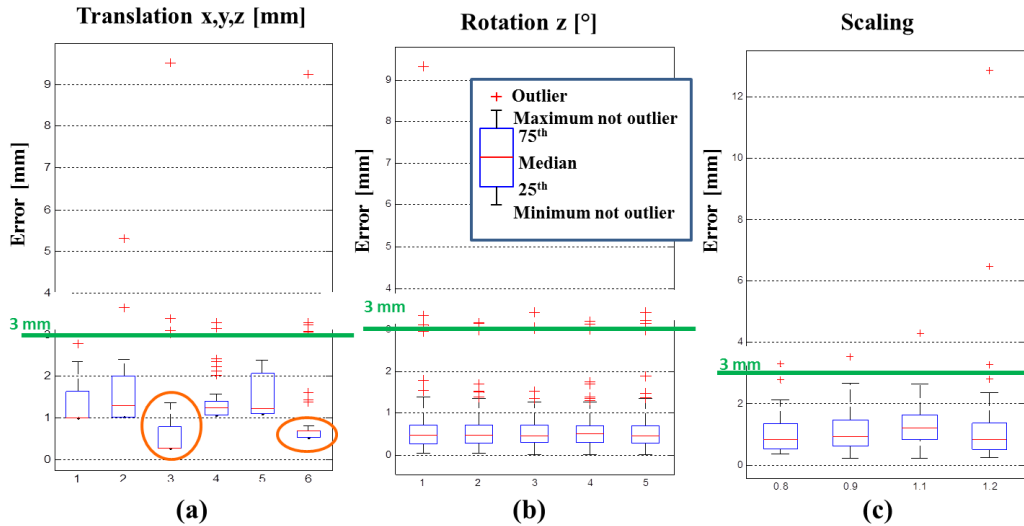 Translation x,y,z [mm]
Error [mm]
9
8
7
6
5
4
3 mm
2
1
0
1 2 3 4 5 6
(a)
Rotation z [°]
Error [mm]
9
8
7
6
5
4
3 mm
2
1
0
1 2 3 4 5
(b)
Outlier
Maximum not outlier
75th
Median
25th
Minimum not outlier
Scaling
Error [mm]
12
10
8
6
4
3 mm
2
0
0.8 0.9 1.1 1.2
(c)